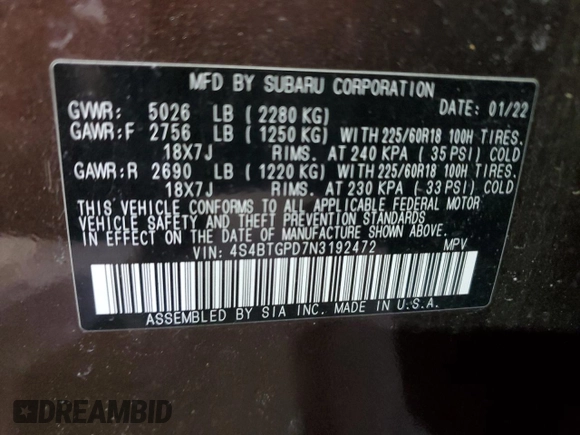 MFD BY SUBARU CORPORATION
GVWR: 5026 LB ( 2280 KG) DATE: 01/22
GAWR:F 2756 LB ( 1250 KG) WITH 225/60R18 100H TIRES.
18X7J RIMS. AT 240 KPA ( 35 PSI) COLD
GAWR:R 2690 LB ( 1220 KG) WITH 225/60R18 100H TIRES.
18X7J RIMS. AT 230 KPA ( 33 PSI) COLD
THIS VEHICLE CONFORMS TO ALL APPLICABLE FEDERAL MOTOR
VEHICLE SAFETY AND THEFT PREVENTION STANDARDS
IN EFFECT ON THE DATE OF MANUFACTURE SHOWN ABOVE.
VIN: 4S4BTGPD7N3192472 MPV
ASSEMBLED BY SIA INC. MADE IN U.S.A.
DREAMBID